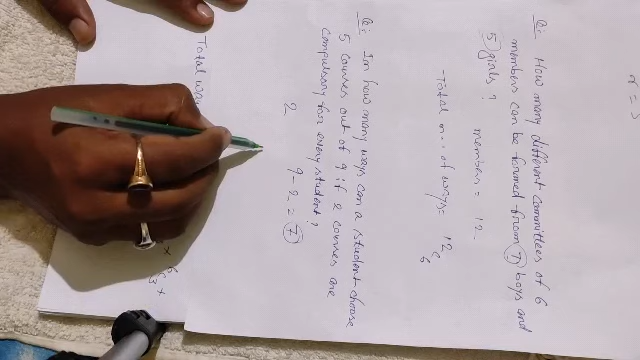 Q: How many different committees of 6
members can be formed from 7 boys and
5 girls?
members = 12
Total no. of ways = 12c6
Q: In how many ways can a student choose
5 courses out of 9 if 2 courses are
compulsory for every student?
2 9-2 = 7
Total